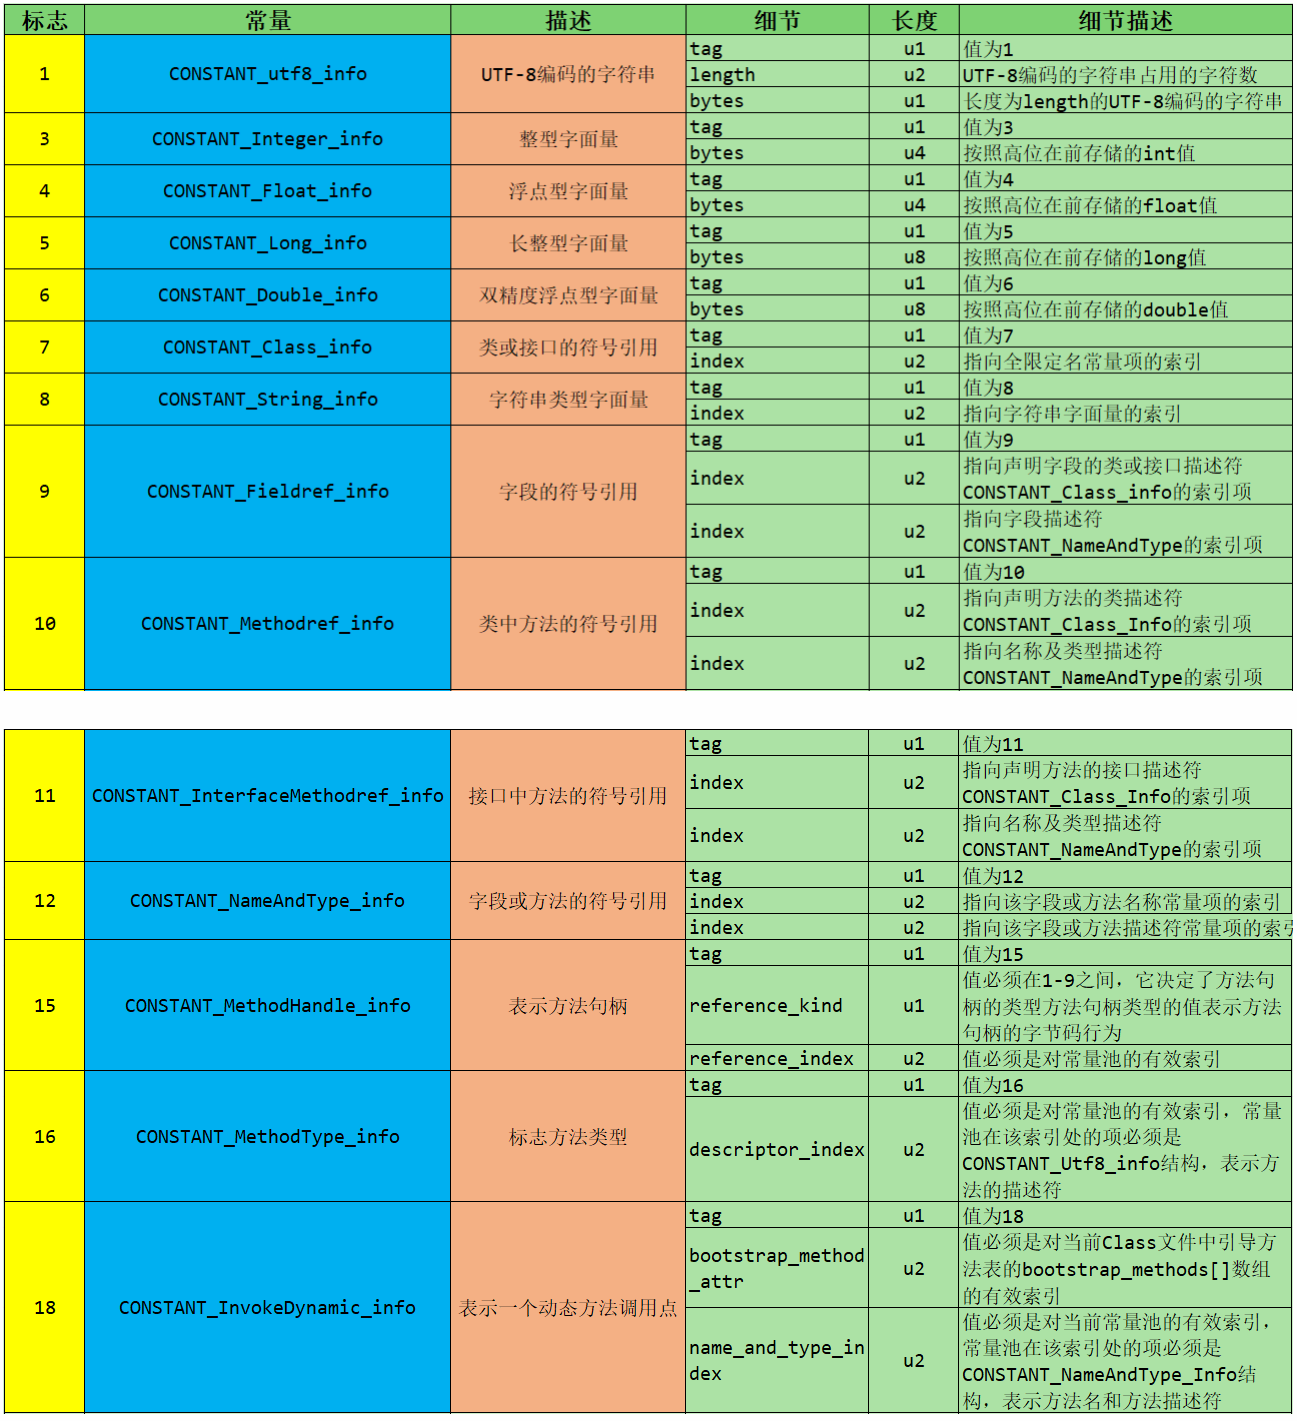 标志 常量 描述 细节 长度 细节描述
1 CONSTANT_utf8_info UTF-8编码的字符串
tag u1 值为1
length u2 UTF-8编码的字符串占用的字符数
bytes u1 长度为length的UTF-8编码的字符串
3 CONSTANT_Integer_info 整型字面量
tag u1 值为3
bytes u4 按照高位在前存储的int值
4 CONSTANT_Float_info 浮点型字面量
tag u1 值为4
bytes u4 按照高位在前存储的float值
5 CONSTANT_Long_info 长整型字面量
tag u1 值为5
bytes u8 按照高位在前存储的long值
6 CONSTANT_Double_info 双精度浮点型字面量
tag u1 值为6
bytes u8 按照高位在前存储的double值
7 CONSTANT_Class_info 类或接口的符号引用
tag u1 值为7
index u2 指向全限定名常量项的索引
8 CONSTANT_String_info 字符串类型字面量
tag u1 值为8
index u2 指向字符串字面量的索引
9 CONSTANT_Fieldref_info 字段的符号引用
tag u1 值为9
index u2 指向声明字段的类或接口描述符
CONSTANT_Class_info的索引项
index u2 指向字段描述符
CONSTANT_NameAndType的索引项
10 CONSTANT_Methodref_info 类中方法的符号引用
tag u1 值为10
index u2 指向声明方法的类描述符
CONSTANT_Class_Info的索引项
index u2 指向名称及类型描述符
CONSTANT_NameAndType的索引项
11 CONSTANT_InterfaceMethodref_info 接口中方法的符号引用
tag u1 值为11
index u2 指向声明方法的接口描述符
CONSTANT_Class_Info的索引项
index u2 指向名称及类型描述符
CONSTANT_NameAndType的索引项
12 CONSTANT_NameAndType_info 字段或方法的符号引用
tag u1 值为12
index u2 指向该字段或方法名称常量项的索引
index u2 指向该字段或方法描述符常量项的索引
15 CONSTANT_MethodHandle_info 表示方法句柄
tag u1 值为15
reference_kind u1 值必须在1-9之间，它决定了方法句
柄的类型方法句柄类型的值表示方法
句柄的字节码行为
reference_index u2 值必须是对常量池的有效索引
16 CONSTANT_MethodType_info 标志方法类型
tag u1 值为16
descriptor_index u2 值必须是对常量池的有效索引，常量
池在该索引处的项必须是
CONSTANT_Utf8_info结构，表示方
法的描述符
18 CONSTANT_InvokeDynamic_info 表示一个动态方法调用点
tag u1 值为18
bootstrap_method
_attr u2 值必须是对当前Class文件中引导方
法表的bootstrap_methods[]数组
的有效索引
name_and_type_in
dex u2 值必须是对当前常量池的有效索引，
常量池在该索引处的项必须是
CONSTANT_NameAndType_Info结
构，表示方法名和方法描述符